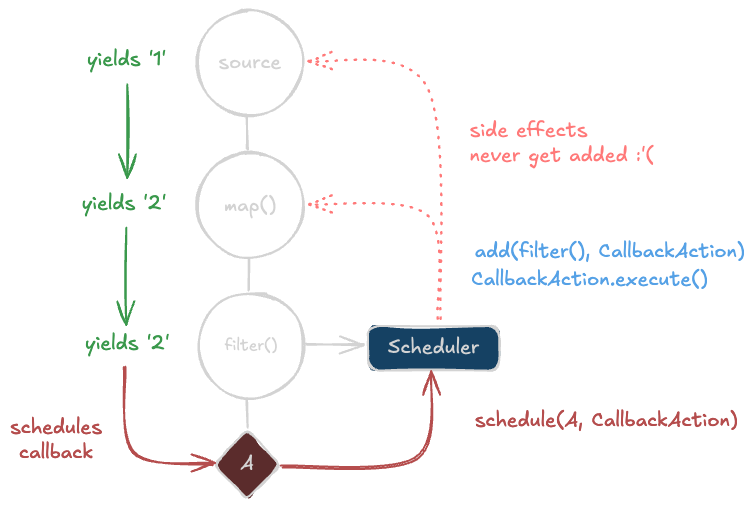 yields '1'
source
side effects
never get added :'(
yields '2'
map()
add(filter(), CallbackAction)
CallbackAction.execute()
yields '2'
filter()
Scheduler
schedules
callback
A
schedule(A, CallbackAction)